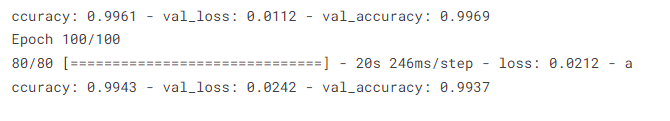 ccuracy: 0.9961 - val_loss: 0.0112 - val_accuracy: 0.9969
Epoch 100/100
80/80 [==============================] - 20s 246ms/step - loss: 0.0212 - a
ccuracy: 0.9943 - val_loss: 0.0242 - val_accuracy: 0.9937